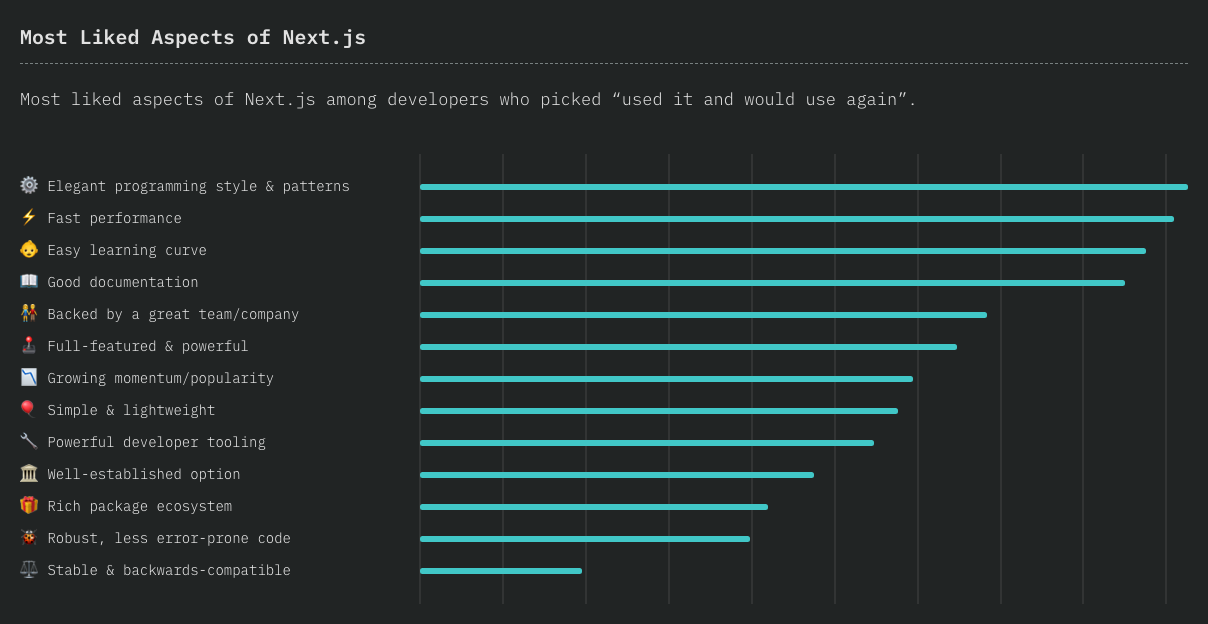 Most Liked Aspects of Next.js
Most liked aspects of Next.js among developers who picked “used it and would use again”.
Elegant programming style & patterns
Fast performance
Easy learning curve
Good documentation
Backed by a great team/company
Full-featured & powerful
Growing momentum/popularity
Simple & lightweight
Powerful developer tooling
Well-established option
Rich package ecosystem
Robust, less error-prone code
Stable & backwards-compatible